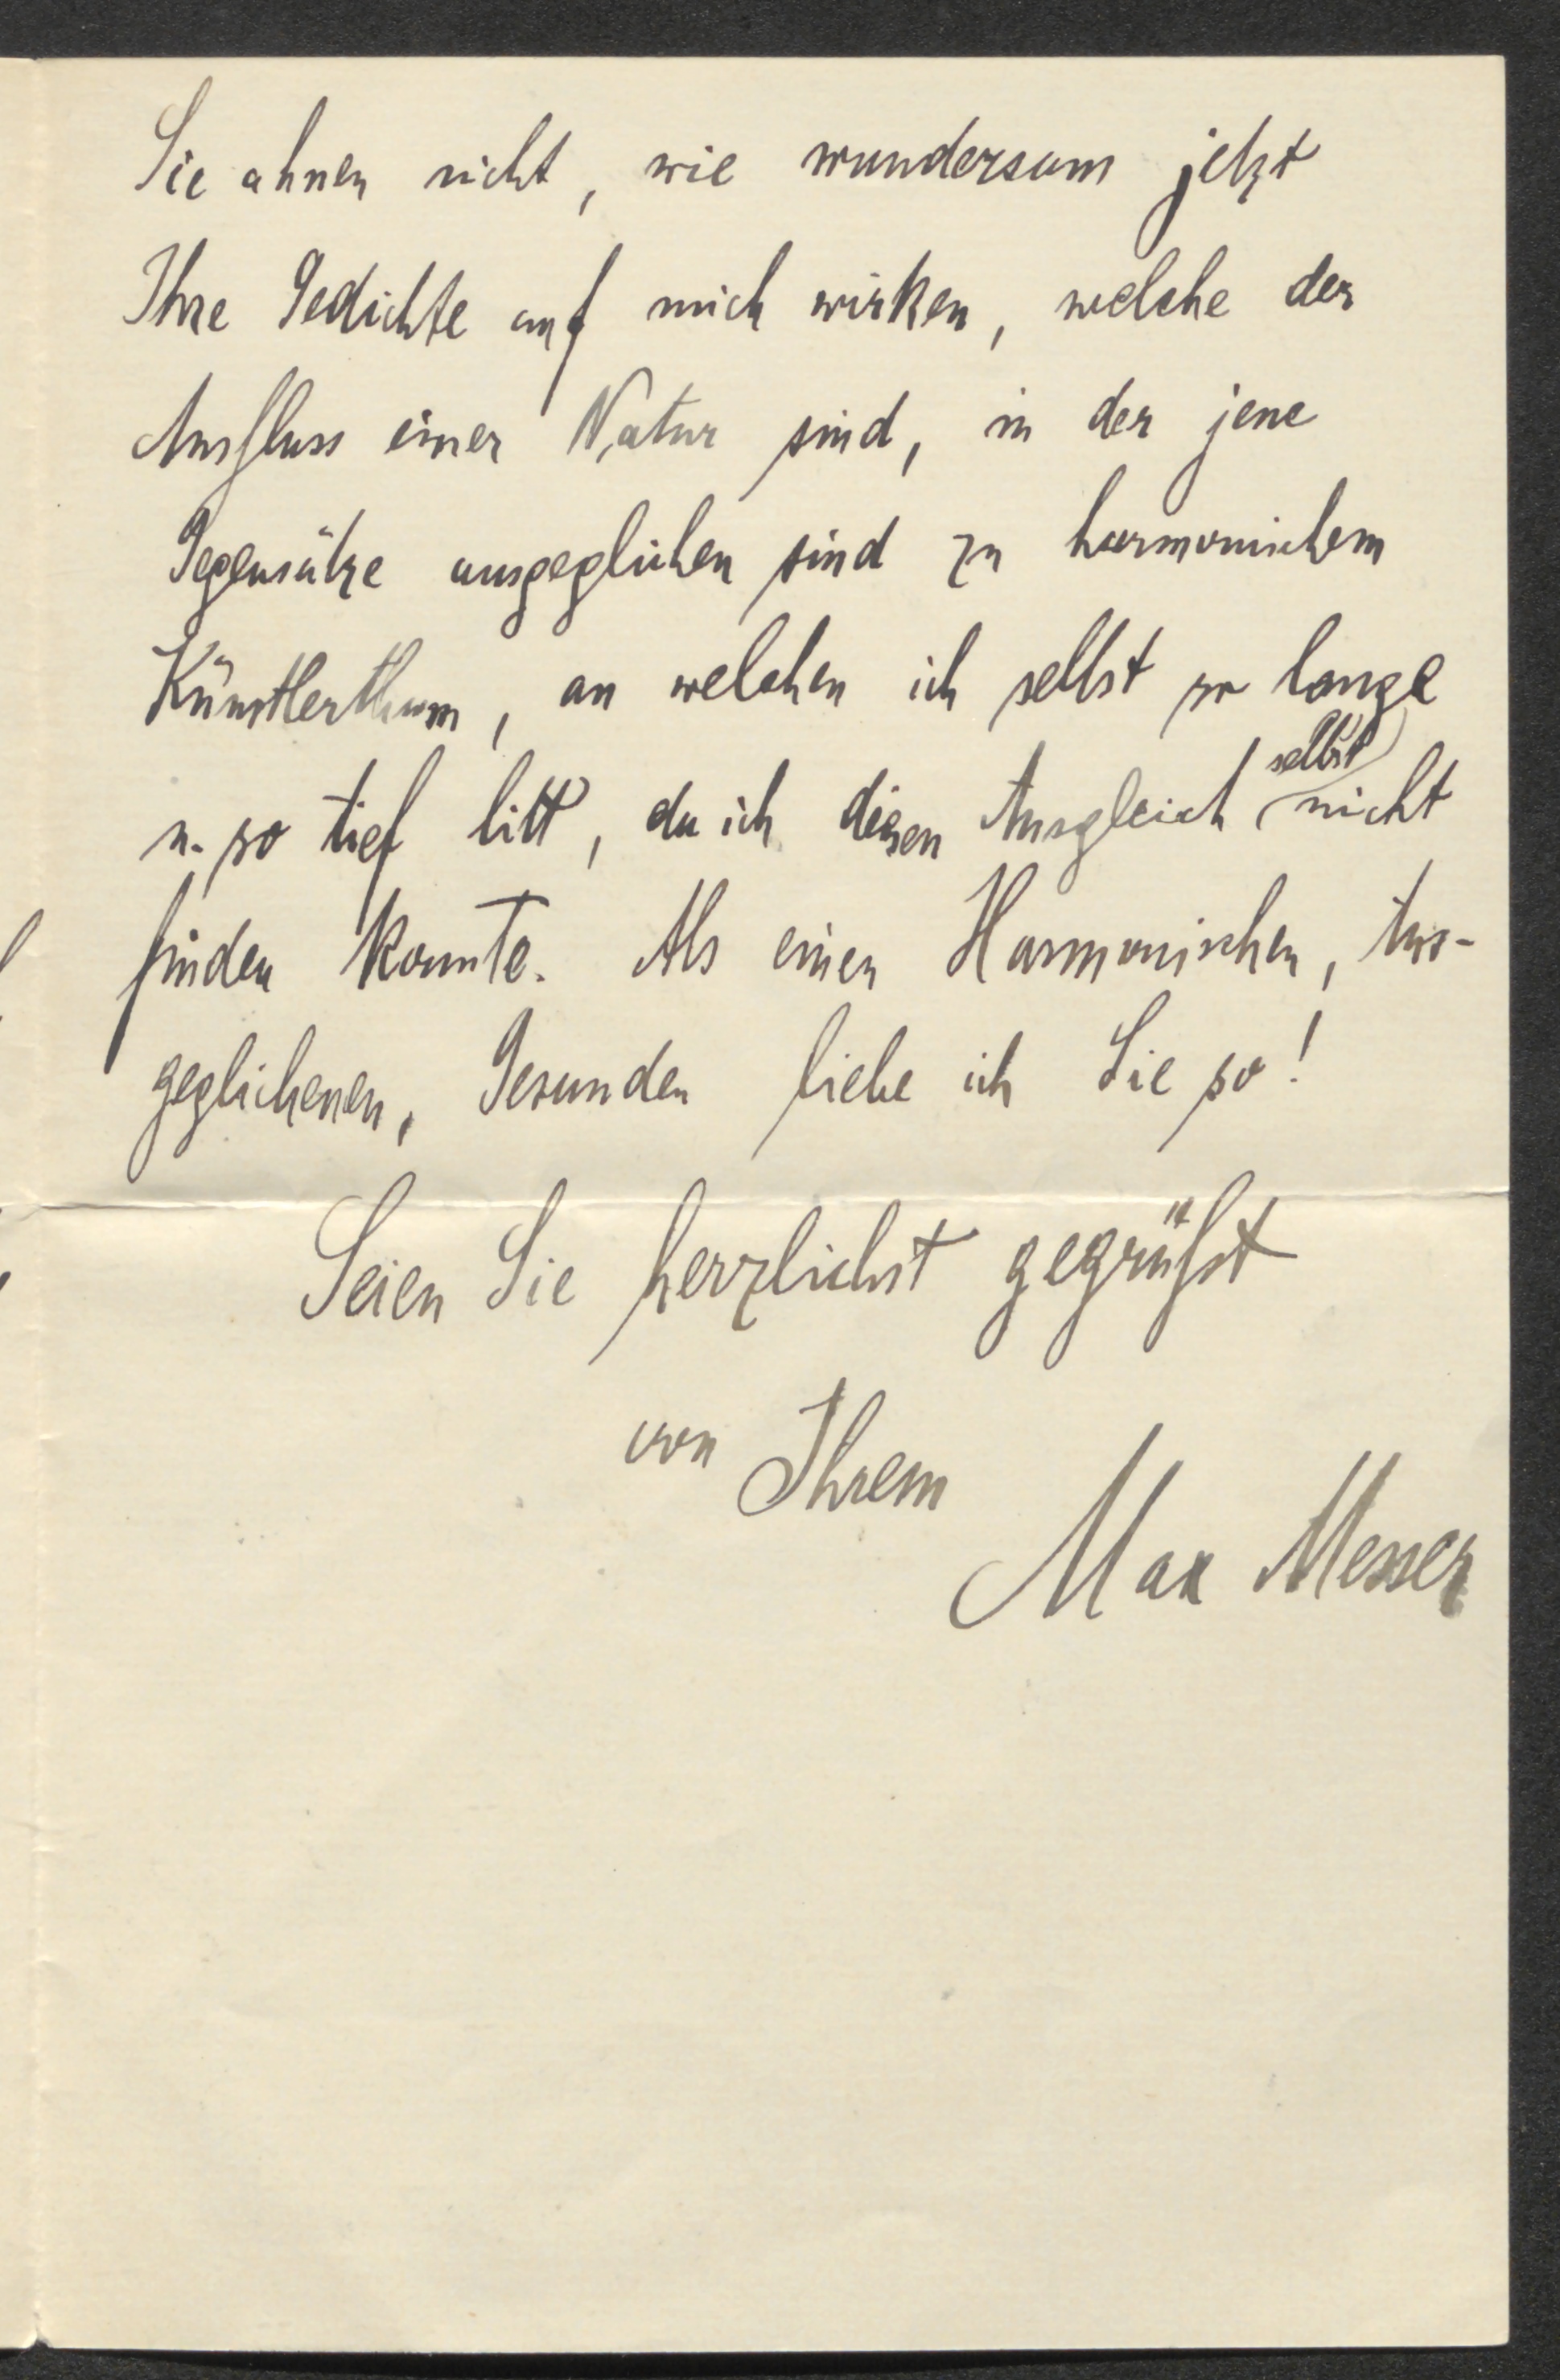 Sie ahnen nicht, wie wundersam jetzt
Ihre Gedichte auf mich wirken, welche der
Ausfluss einer Natur sind, in der jene
Gegensätze ausgeglichen sind zu harmonischem
Künstlerthum, an welchen ich selbst so lange
u. so tief litt, da ich diesen Ausgleich selbst nicht
finden konnte. Als einen Harmonischen, Aus-
geglichenen, Gesunden liebe ich Sie so!
Seien Sie herzlichst gegrüßt
von Ihrem
Max Messer